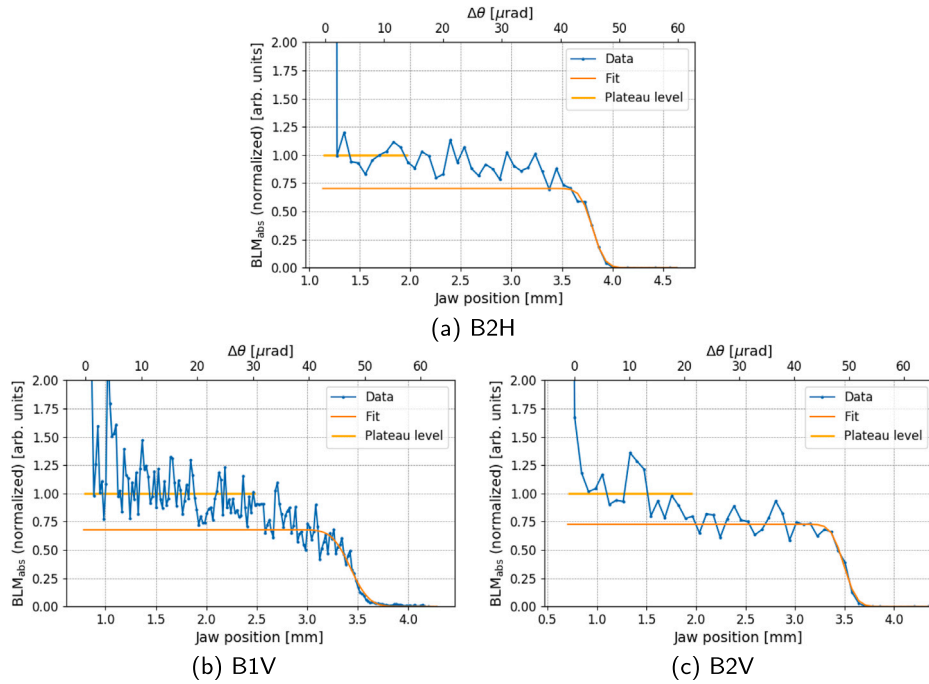 Δθ [μrad]
0 10 20 30 40 50 60
2.00
1.75
1.50
1.25
1.00
0.75
0.50
0.25
0.00
BLM_abs (normalized) [arb. units]
Data
Fit
Plateau level
1.0 1.5 2.0 2.5 3.0 3.5 4.0 4.5
Jaw position [mm]
(a) B2H
Δθ [μrad]
0 10 20 30 40 50 60
2.00
1.75
1.50
1.25
1.00
0.75
0.50
0.25
0.00
BLM_abs (normalized) [arb. units]
Data
Fit
Plateau level
1.0 1.5 2.0 2.5 3.0 3.5 4.0
Jaw position [mm]
(b) B1V
Δθ [μrad]
0 10 20 30 40 50 60
2.00
1.75
1.50
1.25
1.00
0.75
0.50
0.25
0.00
BLM_abs (normalized) [arb. units]
Data
Fit
Plateau level
1.0 1.5 2.0 2.5 3.0 3.5 4.0
Jaw position [mm]
(c) B2V